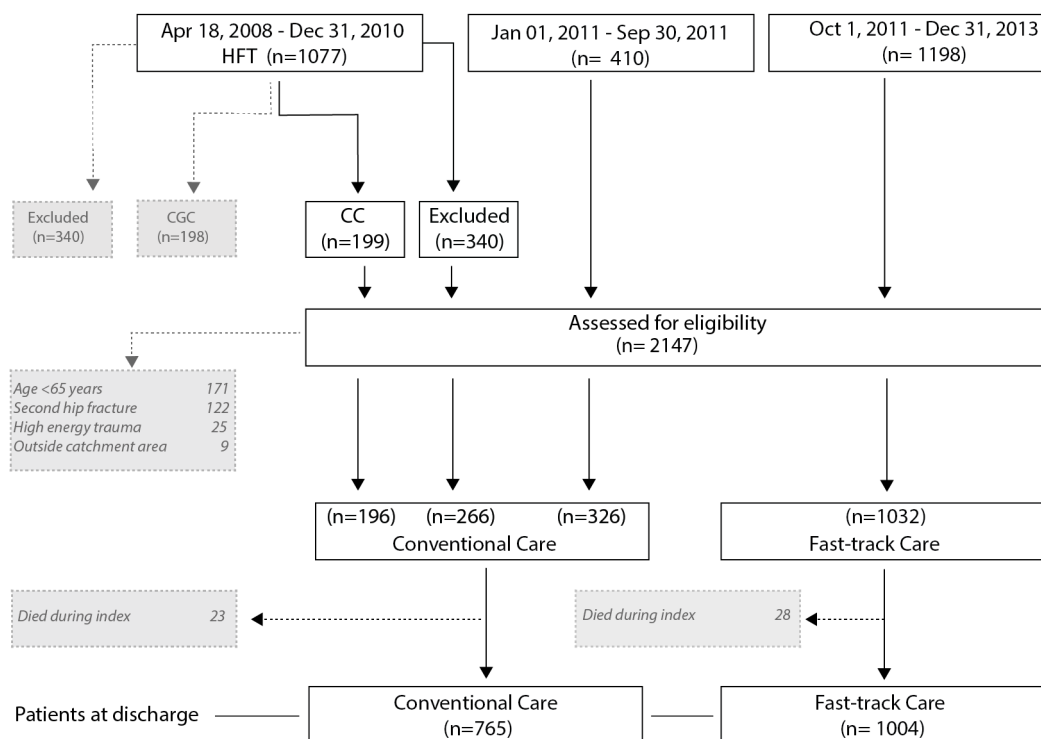 Apr 18, 2008 - Dec 31, 2010
HFT (n=1077)
Jan 01, 2011 - Sep 30, 2011
(n= 410)
Oct 1, 2011 - Dec 31, 2013
(n= 1198)
Excluded
(n=340)
CGC
(n=198)
CC
(n=199)
Excluded
(n=340)
Assessed for eligibility
(n= 2147)
Age <65 years 171
Second hip fracture 122
High energy trauma 25
Outside catchment area 9
(n=196) (n=266) (n=326)
Conventional Care
(n=1032)
Fast-track Care
Died during index 23
Died during index 28
Patients at discharge
Conventional Care
(n=765)
Fast-track Care
(n= 1004)